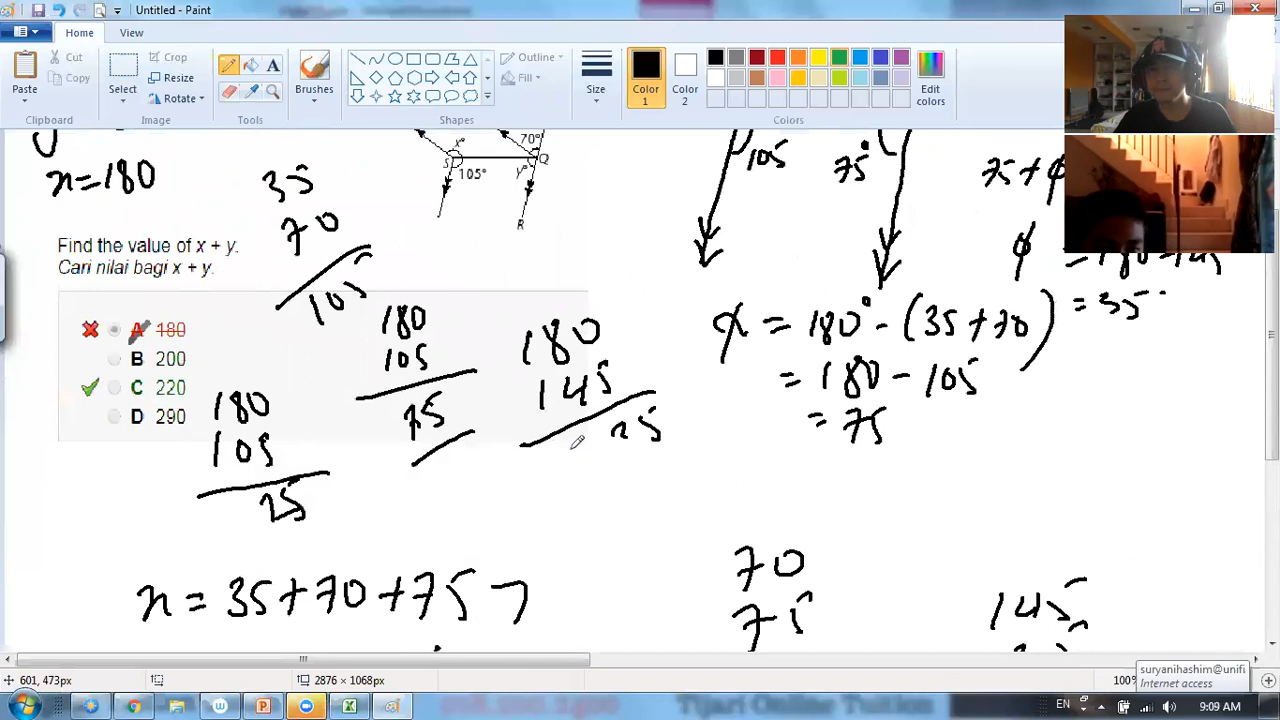 Untitled - Paint
Home
View
Paste
Cut
Copy
Clipboard
Select
Crop
Resize
Rotate
Image
Tools
Brushes
Shapes
Outline
Fill
Size
Color 1
Color 2
Colors
Edit colors
n=180
35
70
105
x°
70°
S
Q
105°
y°
R
Find the value of x + y.
Cari nilai bagi x + y.
A 180
B 200
C 220
D 290
180
105
75
180
105
25
180
145
25
105
75°
75+
= 35
= 180° - (35+70)
= 180 - 105
= 75
n = 35+70+75
70
75
145
601, 473px
2876 × 1068px
100%
suryanihashim@unifi
Internet access
EN
9:09 AM